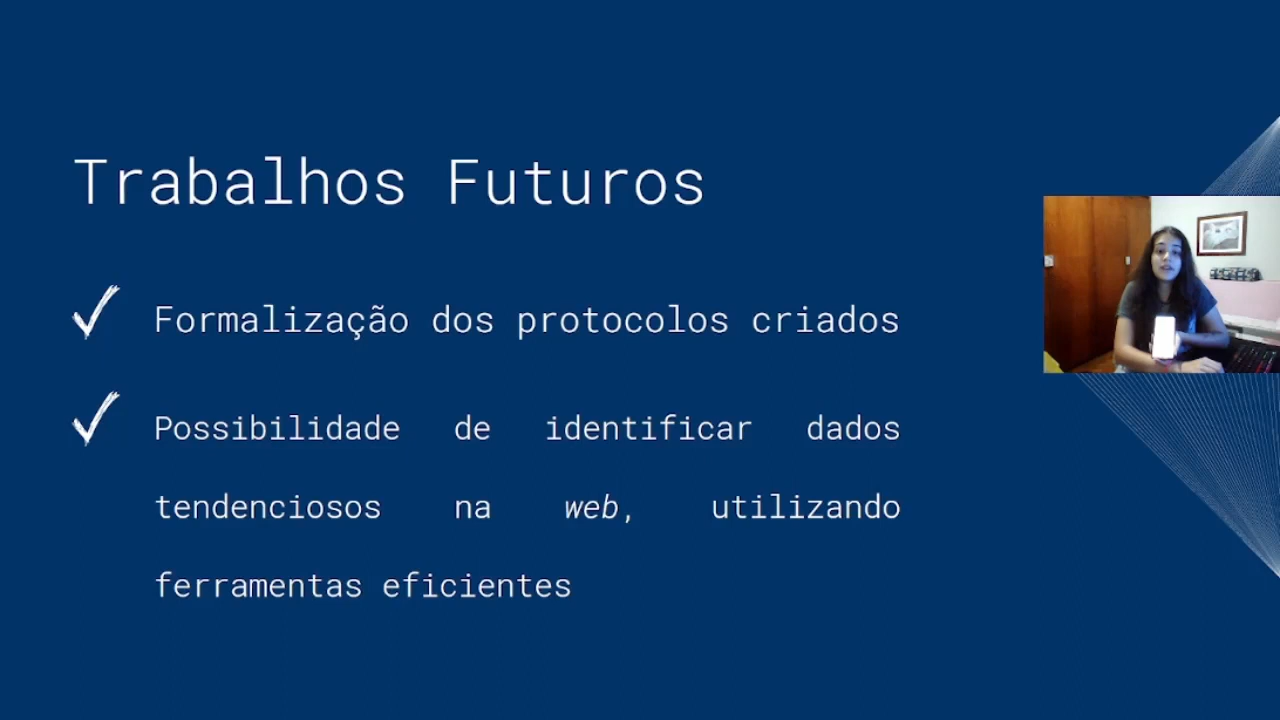 Trabalhos Futuros
Formalização dos protocolos criados
Possibilidade de identificar dados
tendenciosos na web, utilizando
ferramentas eficientes